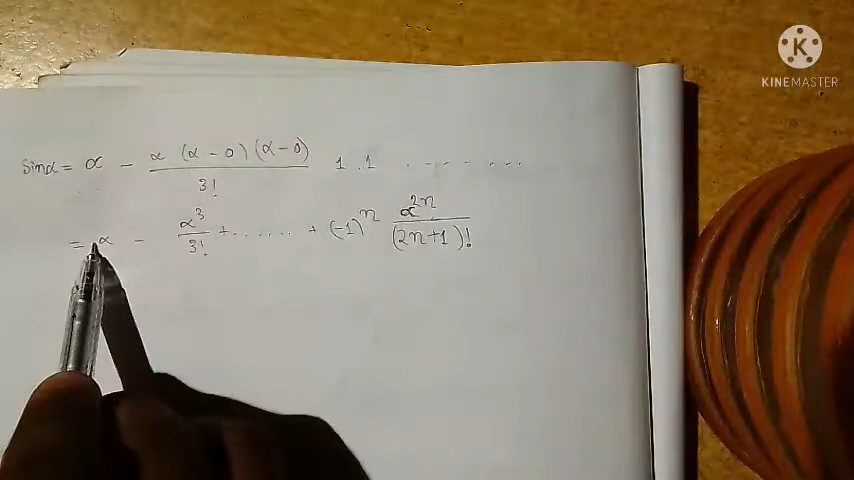 K
KINEMASTER
sinα = α - α (α-0) (α-0) / 3! 1 . 1 ........
= α - α³/3! + ...... + (-1)ⁿ α²ⁿ/(2n+1)!